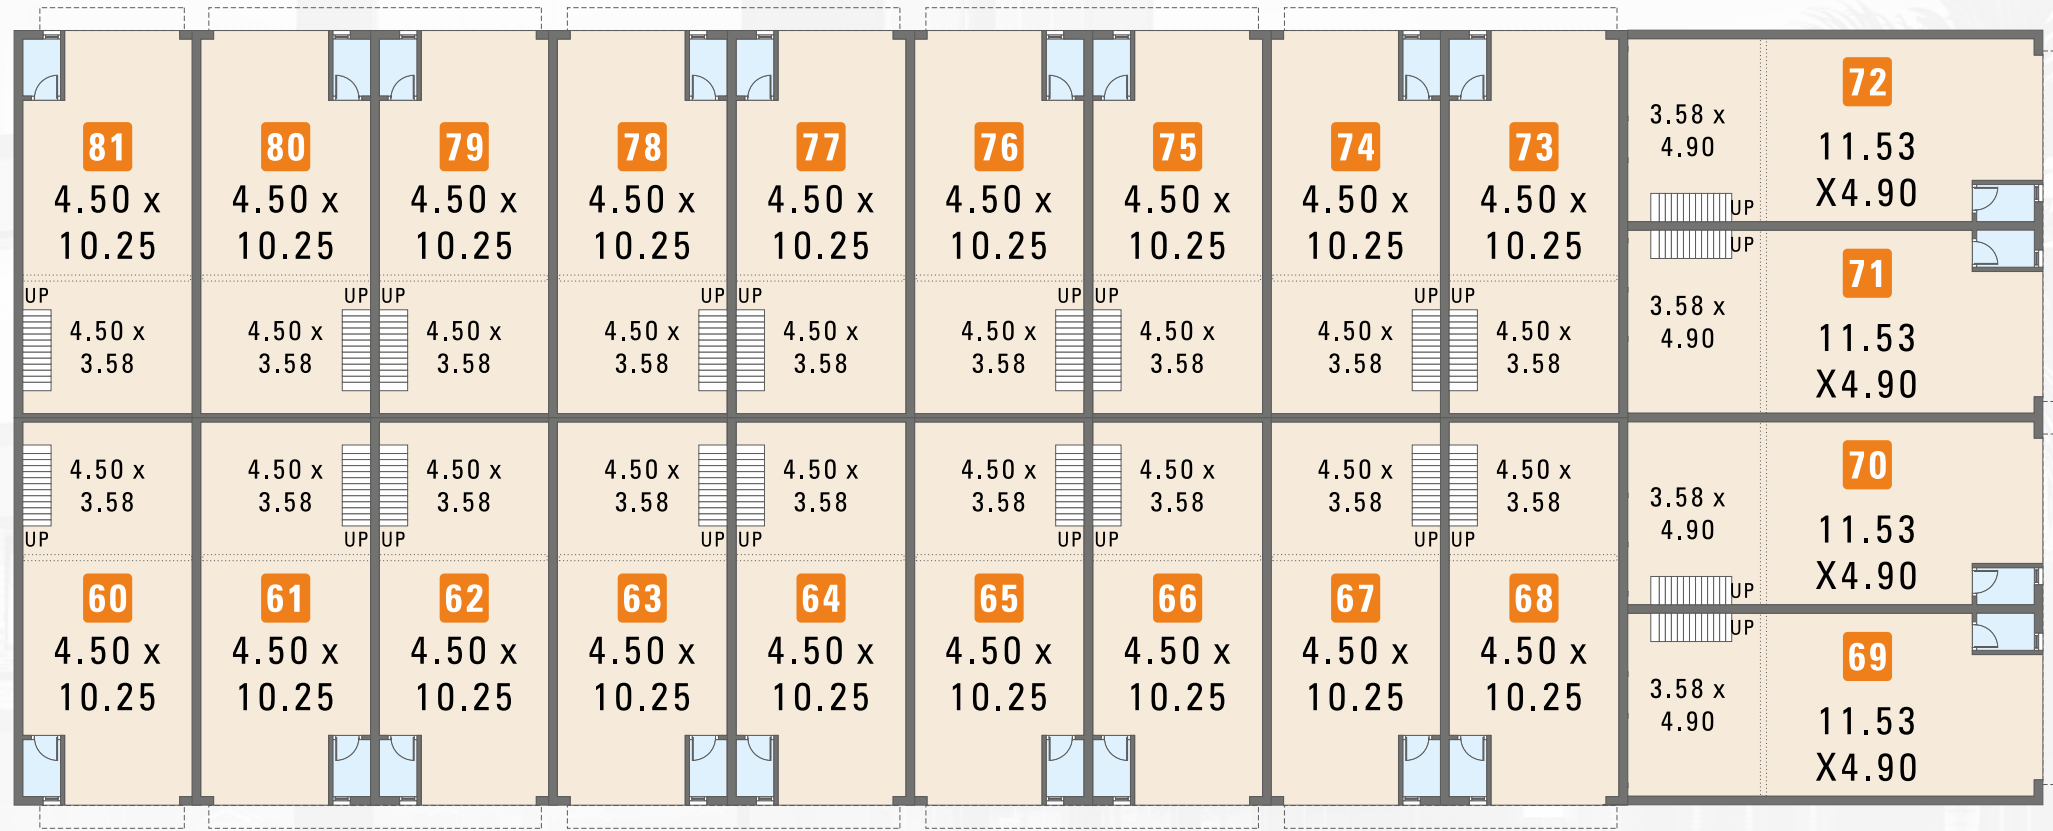 81 80 79 78 77 76 75 74 73
4.50 x 4.50 x 4.50 x 4.50 x 4.50 x 4.50 x 4.50 x 4.50 x 4.50 x
10.25 10.25 10.25 10.25 10.25 10.25 10.25 10.25 10.25
UP UP UP UP UP UP UP UP UP
4.50 x 4.50 x 4.50 x 4.50 x 4.50 x 4.50 x 4.50 x 4.50 x 4.50 x
3.58 3.58 3.58 3.58 3.58 3.58 3.58 3.58 3.58
72
3.58 x
4.90
11.53
X4.90
UP
UP
71
3.58 x
4.90
11.53
X4.90
4.50 x 4.50 x 4.50 x 4.50 x 4.50 x 4.50 x 4.50 x 4.50 x 4.50 x
3.58 3.58 3.58 3.58 3.58 3.58 3.58 3.58 3.58
UP UP UP UP UP UP UP UP UP
60 61 62 63 64 65 66 67 68
4.50 x 4.50 x 4.50 x 4.50 x 4.50 x 4.50 x 4.50 x 4.50 x 4.50 x
10.25 10.25 10.25 10.25 10.25 10.25 10.25 10.25 10.25
70
3.58 x
4.90
11.53
X4.90
UP
UP
69
3.58 x
4.90
11.53
X4.90